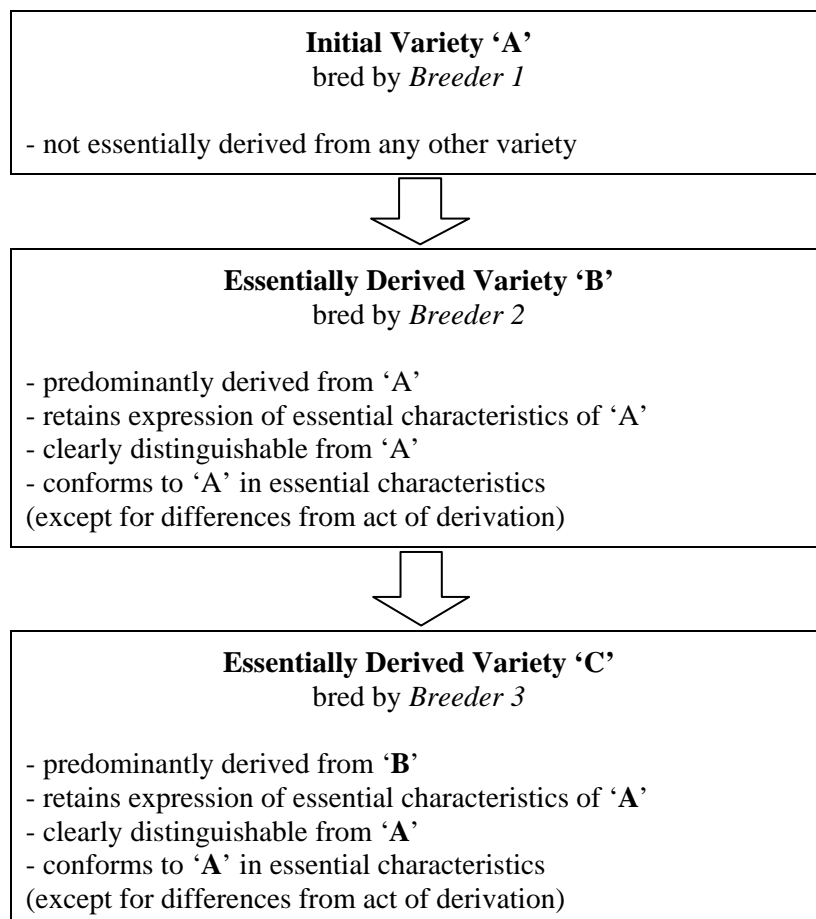 Initial Variety ‘A’
bred by Breeder 1
- not essentially derived from any other variety
Essentially Derived Variety ‘B’
bred by Breeder 2
- predominantly derived from ‘A’
- retains expression of essential characteristics of ‘A’
- clearly distinguishable from ‘A’
- conforms to ‘A’ in essential characteristics
(except for differences from act of derivation)
Essentially Derived Variety ‘C’
bred by Breeder 3
- predominantly derived from ‘B’
- retains expression of essential characteristics of ‘A’
- clearly distinguishable from ‘A’
- conforms to ‘A’ in essential characteristics
(except for differences from act of derivation)